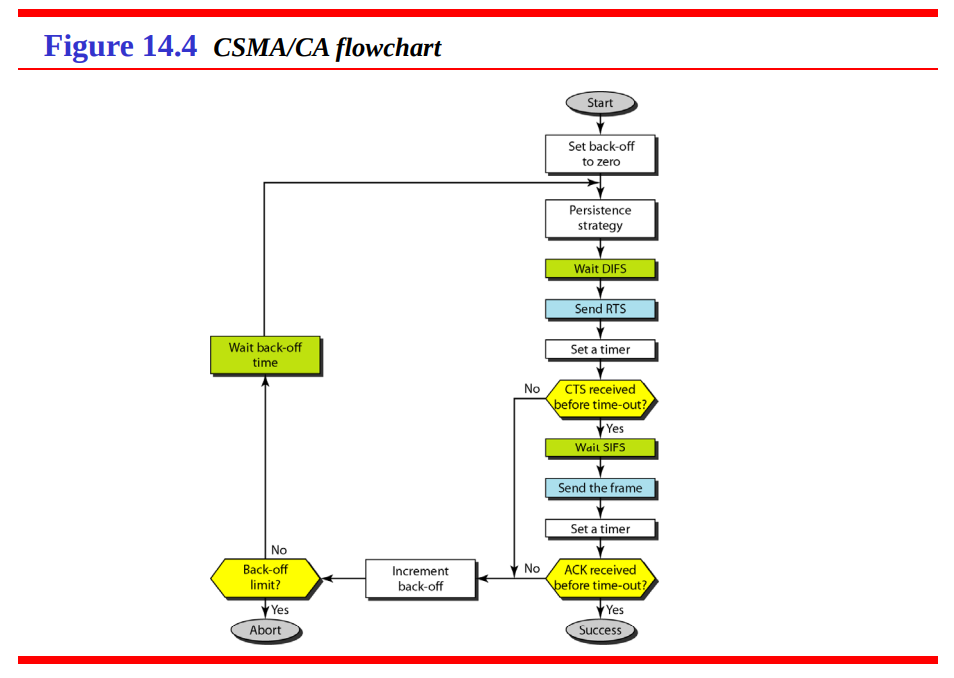 Figure 14.4 CSMA/CA flowchart
Start
Set back-off
to zero
Persistence
strategy
Wait DIFS
Send RTS
Set a timer
CTS received
before time-out?
No
Yes
Wait SIFS
Send the frame
Set a timer
ACK received
before time-out?
No
Yes
Success
Increment
back-off
Back-off
limit?
No
Yes
Abort
Wait back-off
time